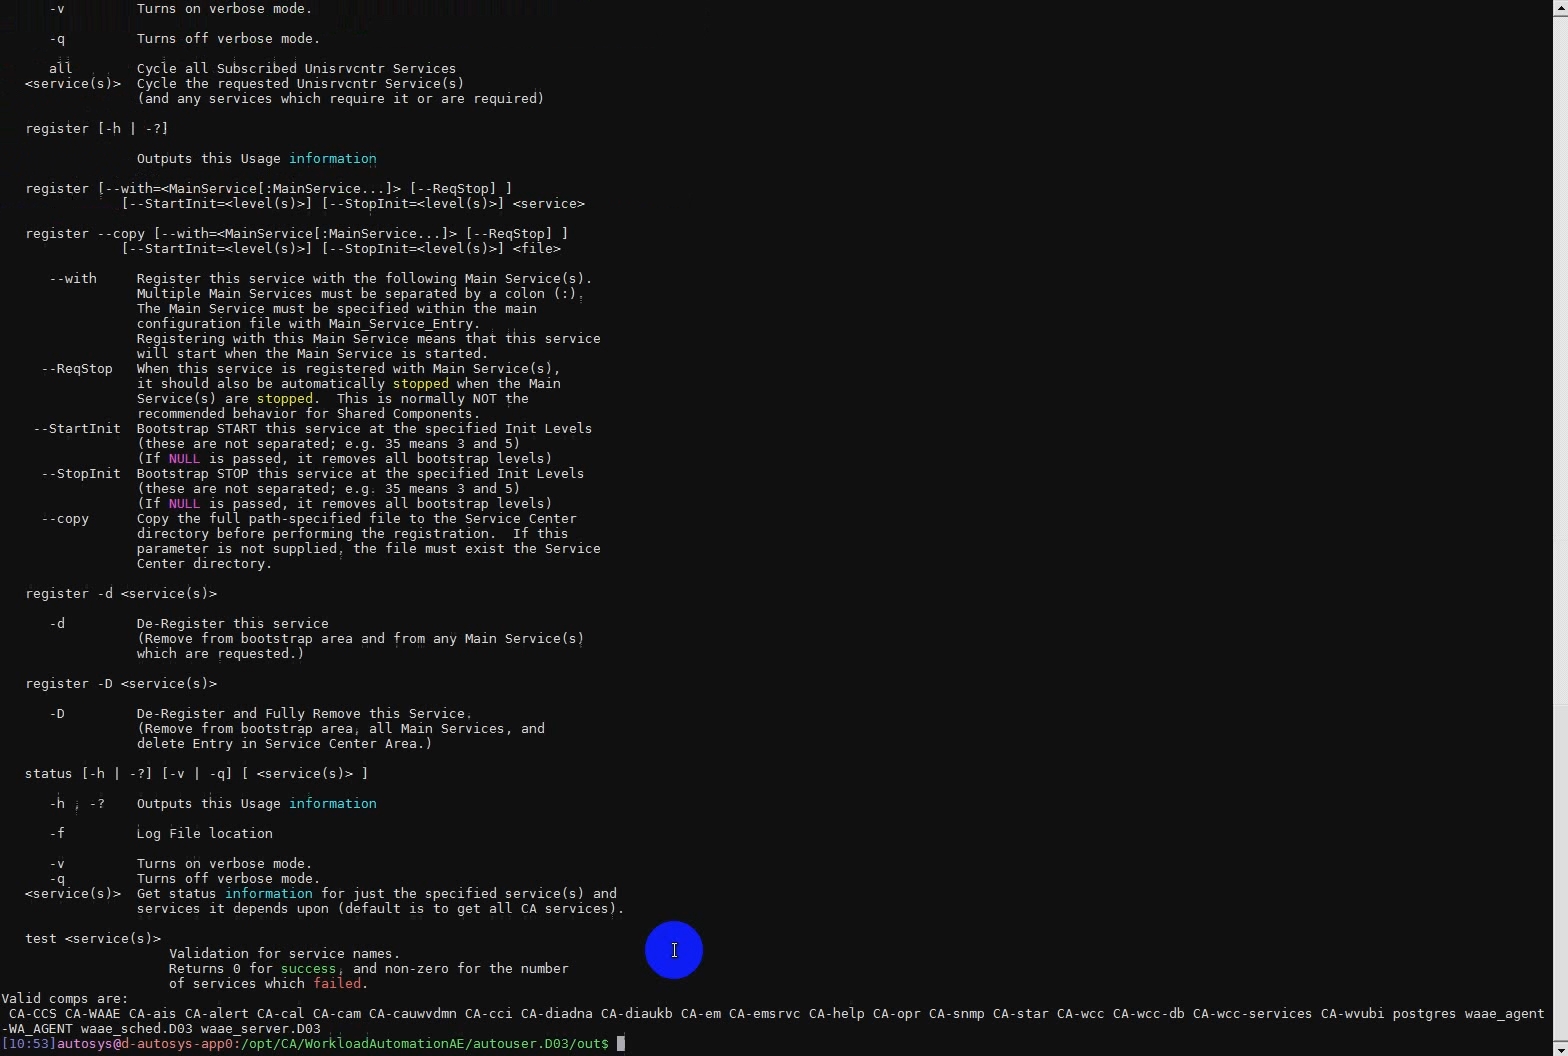 -v Turns on verbose mode.
-q Turns off verbose mode.
all Cycle all Subscribed Unisrvcntr Services
<service(s)> Cycle the requested Unisrvcntr Service(s)
(and any services which require it or are required)
register [-h | -?]
Outputs this Usage information
register [--with=<MainService[:MainService...]> [--ReqStop] ]
[--StartInit=<level(s)>] [--StopInit=<level(s)>] <service>
register --copy [--with=<MainService[:MainService...]> [--ReqStop] ]
[--StartInit=<level(s)>] [--StopInit=<level(s)>] <file>
--with Register this service with the following Main Service(s).
Multiple Main Services must be separated by a colon (:).
The Main Service must be specified within the main
configuration file with Main_Service_Entry.
Registering with this Main Service means that this service
will start when the Main Service is started.
--ReqStop When this service is registered with Main Service(s),
it should also be automatically stopped when the Main
Service(s) are stopped. This is normally NOT the
recommended behavior for Shared Components.
--StartInit Bootstrap START this service at the specified Init Levels
(these are not separated; e.g. 35 means 3 and 5)
(If NULL is passed, it removes all bootstrap levels)
--StopInit Bootstrap STOP this service at the specified Init Levels
(these are not separated; e.g. 35 means 3 and 5)
(If NULL is passed, it removes all bootstrap levels)
--copy Copy the full path-specified file to the Service Center
directory before performing the registration. If this
parameter is not supplied, the file must exist the Service
Center directory.
register -d <service(s)>
-d De-Register this service
(Remove from bootstrap area and from any Main Service(s)
which are requested.)
register -D <service(s)>
-D De-Register and Fully Remove this Service.
(Remove from bootstrap area, all Main Services, and
delete Entry in Service Center Area.)
status [-h | -?] [-v | -q] [ <service(s)> ]
-h , -? Outputs this Usage information
-f Log File location
-v Turns on verbose mode.
-q Turns off verbose mode.
<service(s)> Get status information for just the specified service(s) and
services it depends upon (default is to get all CA services).
test <service(s)>
Validation for service names.
Returns 0 for success, and non-zero for the number
of services which failed.
Valid comps are:
CA-CCS CA-WAAE CA-ais CA-alert CA-cal CA-cam CA-cauwvdmn CA-cci CA-diadna CA-diaukb CA-em CA-emsrvc CA-help CA-opr CA-snmp CA-star CA-wcc CA-wcc-db CA-wcc-services CA-wvubi postgres waae_agent
-WA_AGENT waae_sched.D03 waae_server.D03
[10:53]autosys@d-autosys-app0:/opt/CA/WorkloadAutomationAE/autouser.D03/out$